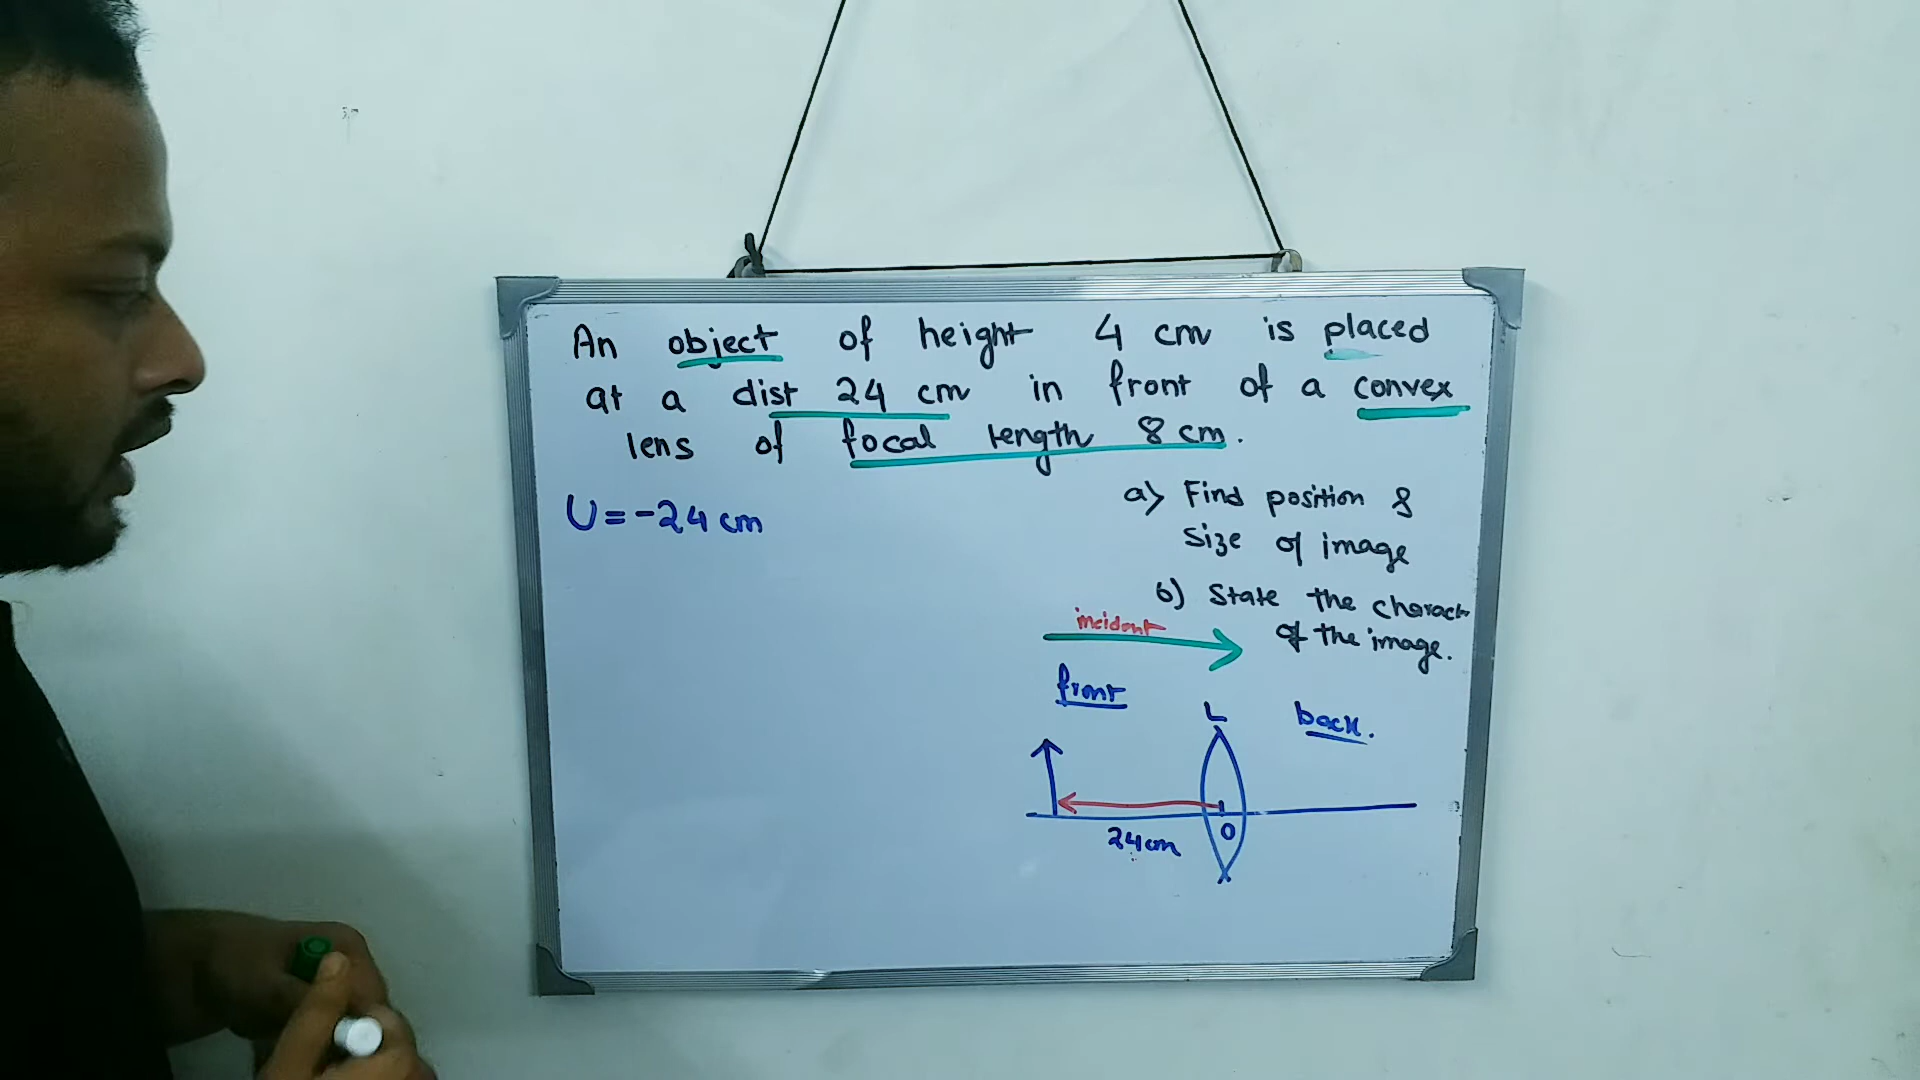 An object of height 4 cm is placed
at a dist 24 cm in front of a convex
lens of focal length 8 cm.
U = -24 cm
a) Find position &
size of image
b) State the charact
of the image.
incident
front
L
back.
24cm
O